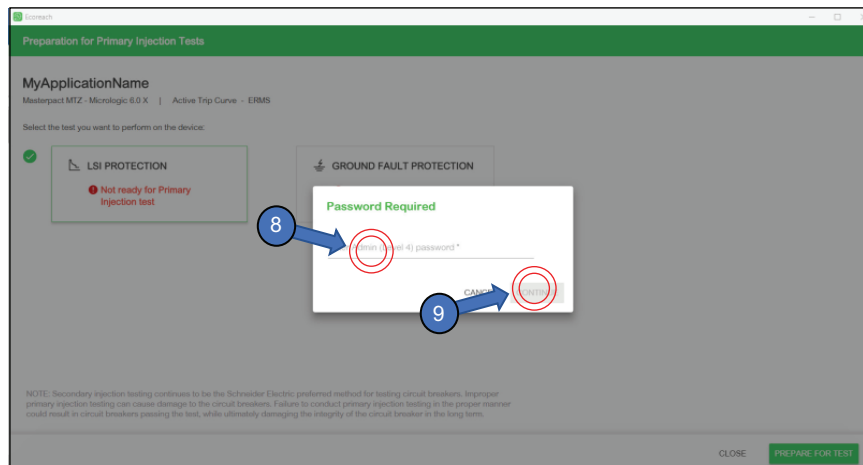 Ecoreach
Preparation for Primary Injection Tests
MyApplicationName
Masterpact MTZ - Micrologic 6.0 X | Active Trip Curve - ERMS
Select the test you want to perform on the device:
LSI PROTECTION
Not ready for Primary
Injection test
GROUND FAULT PROTECTION
Password Required
8
Admin (Level 4) password *
CANCEL
CONTINUE
9
NOTE: Secondary injection testing continues to be the Schneider Electric preferred method for testing circuit breakers. Improper
primary injection testing can cause damage to the circuit breakers. Failure to conduct primary injection testing in the proper manner
could result in circuit breakers passing the test, while ultimately damaging the integrity of the circuit breaker in the long term.
CLOSE
PREPARE FOR TEST